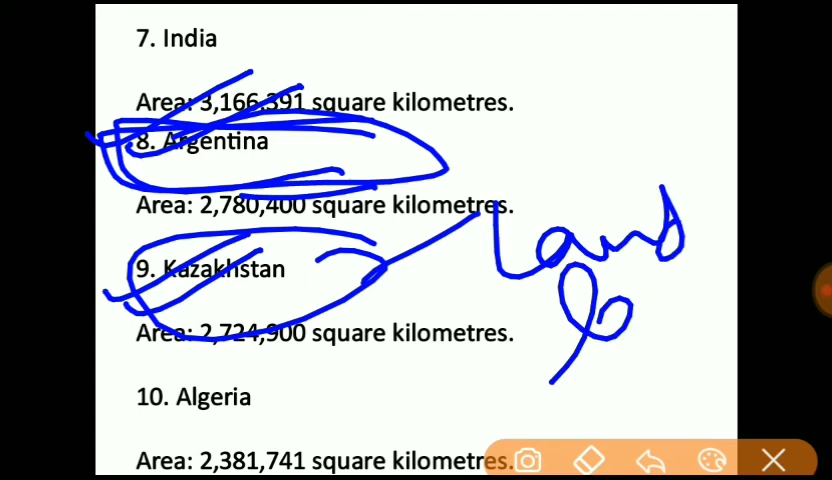 7. India
Area: 3,166,391 square kilometres.
8. Argentina
Area: 2,780,400 square kilometres.
9. Kazakhstan
Area: 2,724,900 square kilometres.
10. Algeria
Area: 2,381,741 square kilometres.